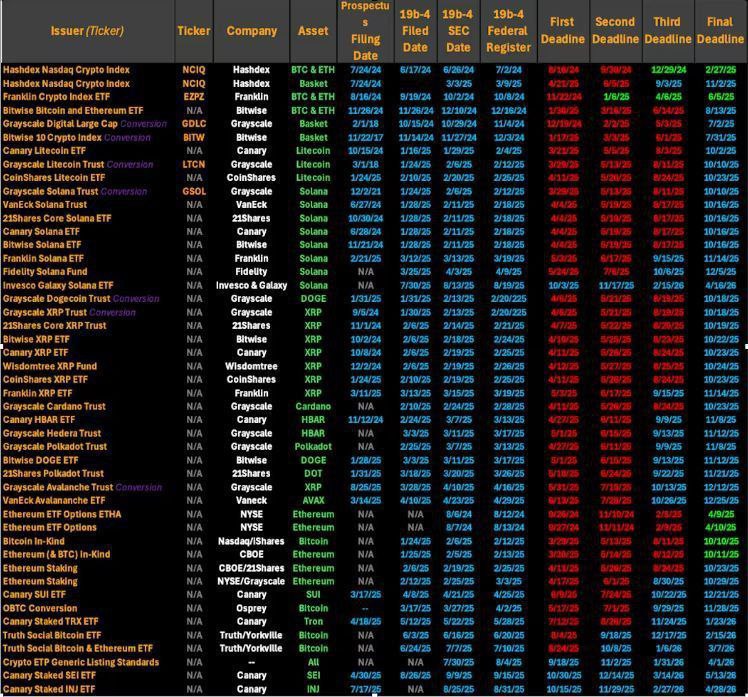 Issuer (Ticker) Ticker Company Asset Prospectus Filing Date 19b-4 Filed Date 19b-4 SEC Date 19b-4 Federal Register First Deadline Second Deadline Third Deadline Final Deadline
Hashdex Nasdaq Crypto Index NCIQ Hashdex BTC & ETH 7/24/24 6/17/24 6/26/24 7/2/24 8/16/24 9/30/24 12/29/24 2/27/25
Hashdex Nasdaq Crypto Index Hashdex Basket 7/24/24 3/3/25 3/9/25 4/21/25 6/5/25 9/3/25 11/2/25
Franklin Crypto Index ETF EZPZ Franklin BTC & ETH 8/16/24 9/19/24 10/2/24 10/8/24 11/22/24 1/6/25 4/6/25 6/5/25
Bitwise Bitcoin and Ethereum ETF N/A Bitwise BTC & ETH 11/26/24 11/26/24 12/10/24 12/16/24 1/30/25 3/16/25 6/14/25 8/13/25
Grayscale Digital Large Cap Conversion GDLC Grayscale Basket 2/1/18 10/15/24 10/29/24 11/4/24 12/19/24 2/2/25 5/3/25 7/2/25
Bitwise 10 Crypto Index Conversion BITW Bitwise Basket 11/22/17 11/14/24 11/27/24 12/3/24 1/17/25 3/3/25 6/1/25 7/31/25
Canary Litecoin ETF N/A Canary Litecoin 10/15/24 1/16/25 1/29/25 2/4/25 3/21/25 5/5/25 8/3/25 10/2/25
Grayscale Litecoin Trust Conversion LTCN Grayscale Litecoin 3/1/18 1/24/25 2/6/25 2/12/25 3/29/25 5/13/25 8/11/25 10/10/25
CoinShares Litecoin ETF N/A CoinShares Litecoin 1/24/25 2/10/25 2/20/25 2/25/25 4/11/25 5/26/25 8/24/25 10/23/25
Grayscale Solana Trust Conversion GSOL Grayscale Solana 12/2/21 1/24/25 2/6/25 2/12/25 3/29/25 5/13/25 8/11/25 10/10/25
VanEck Solana Trust N/A VanEck Solana 6/27/24 1/28/25 2/11/25 2/18/25 4/4/25 5/19/25 8/17/25 10/16/25
21Shares Core Solana ETF N/A 21Shares Solana 10/30/24 1/28/25 2/11/25 2/18/25 4/4/25 5/19/25 8/17/25 10/16/25
Canary Solana ETF N/A Canary Solana 1/28/25 2/11/25 2/18/25 4/4/25 5/19/25 8/17/25 10/16/25
Bitwise Solana ETF N/A Bitwise Solana 11/21/24 1/28/25 2/11/25 2/18/25 4/4/25 5/19/25 8/17/25 10/16/25
Franklin Solana ETF N/A Franklin Solana 2/21/25 3/12/25 3/13/25 3/19/25 5/3/25 6/17/25 9/15/25 11/14/25
Fidelity Solana Fund N/A Fidelity Solana N/A 3/25/25 4/3/25 4/9/25 5/24/25 7/8/25 10/6/25 12/5/25
Invesco Galaxy Solana ETF N/A Invesco & Galaxy Solana 7/30/25 8/13/25 8/19/25 10/3/25 11/17/25 2/15/26 4/16/26
Grayscale Dogecoin Trust Conversion N/A Grayscale DOGE 1/31/25 1/31/25 2/13/25 2/20/225 4/6/25 5/21/25 8/19/25 10/18/25
Grayscale XRP Trust Conversion N/A Grayscale XRP 9/5/24 1/30/25 2/13/25 2/20/225 4/6/25 5/21/25 8/19/25 10/18/25
21Shares Core XRP Trust N/A 21Shares XRP 11/1/24 2/6/25 2/14/25 2/21/25 4/7/25 5/22/25 8/20/25 10/19/25
Bitwise XRP ETF N/A Bitwise XRP 10/2/24 2/6/25 2/18/25 2/24/25 4/10/25 5/25/25 8/23/25 10/22/25
Canary XRP ETF N/A Canary XRP 10/8/24 2/6/25 2/19/25 2/25/25 4/11/25 5/26/25 8/24/25 10/23/25
Wisdomtree XRP Fund N/A Wisdomtree XRP 12/2/24 2/6/25 2/19/25 2/26/25 4/12/25 5/27/25 8/25/25 10/24/25
CoinShares XRP ETF N/A CoinShares XRP 1/24/25 2/10/25 2/19/25 2/25/25 4/11/25 5/26/25 8/24/25 10/23/25
Franklin XRP ETF N/A Franklin XRP 3/11/25 3/13/25 3/15/25 3/19/25 5/3/25 6/17/25 9/15/25 11/14/25
Grayscale Cardano Trust N/A Grayscale Cardano N/A 2/10/25 2/24/25 2/28/25 4/11/25 5/26/25 8/24/25 10/23/25
Canary HBAR ETF N/A Canary HBAR 11/12/24 2/24/25 3/7/25 3/13/25 4/27/25 9/11/25 9/9/25 11/8/25
Grayscale Hedera Trust N/A Grayscale HBAR N/A 3/3/25 3/11/25 3/17/25 5/1/25 6/15/25 9/13/25 11/12/25
Grayscale Polkadot Trust N/A Grayscale Polkadot N/A 2/25/25 3/7/25 3/13/25 4/27/25 6/11/25 9/9/25 11/8/25
Bitwise DOGE ETF N/A Bitwise DOGE 1/28/25 3/3/25 3/11/25 3/17/25 5/1/25 6/15/25 9/13/25 11/12/25
21Shares Polkadot Trust N/A 21Shares DOT 1/31/25 3/18/25 3/20/25 3/26/25 5/10/25 6/24/25 9/22/25 11/21/25
Grayscale Avalanche Trust Conversion N/A Grayscale XRP 8/25/25 3/28/25 4/10/25 4/16/25 5/31/25 7/15/25 10/13/25 12/12/25
VanEck Avalanache ETF N/A Vaneck AVAX 3/14/25 4/10/25 4/23/25 4/29/25 6/13/25 7/28/25 10/26/25 12/25/25
Ethereum ETF Options ETHA N/A NYSE Ethereum N/A N/A 8/6/24 8/12/24 9/26/24 11/10/24 2/8/25 4/9/25
Ethereum ETF Options N/A NYSE Ethereum N/A 8/7/24 8/13/24 9/27/24 11/11/24 2/9/25 4/10/25
Bitcoin In-Kind N/A Nasdaq/iShares Bitcoin N/A 1/24/25 2/6/25 2/12/25 3/29/25 5/13/25 8/11/25 10/10/25
Ethereum (& BTC) In-Kind N/A CBOE Ethereum N/A 1/25/25 2/5/25 2/13/25 3/30/25 5/14/25 8/12/25 10/11/25
Ethereum Staking N/A CBOE/21Shares Ethereum N/A 2/6/25 2/19/25 2/25/25 4/11/25 5/26/25 8/24/25 10/23/25
Ethereum Staking N/A NYSE/Grayscale Ethereum N/A 2/12/25 2/25/25 3/3/25 4/17/25 6/1/25 8/30/25 10/29/25
Canary SUI ETF N/A Canary SUI 3/17/25 4/8/25 4/21/25 4/25/25 6/9/25 7/24/25 10/22/25 12/21/25
OBTC Conversion N/A Osprey Bitcoin -- 3/17/25 3/27/25 4/2/25 5/17/25 7/1/25 9/29/25 11/28/25
Canary Staked TRX ETF N/A Canary Tron 4/18/25 5/12/25 5/22/25 5/28/25 7/12/25 8/26/25 11/24/25 1/23/26
Truth Social Bitcoin ETF N/A Truth/Yorkville Bitcoin N/A 6/3/25 6/16/25 6/20/25 8/4/25 9/18/25 12/17/25 2/15/26
Truth Social Bitcoin & Ethereum ETF N/A Truth/Yorkville Bitcoin N/A 6/24/25 7/7/25 7/10/25 8/24/25 10/8/25 1/6/26 3/7/26
Crypto ETP Generic Listing Standards N/A -- All N/A N/A 7/30/25 8/4/25 9/18/25 11/2/25 1/31/26 4/1/26
Canary Staked SEI ETF N/A Canary SEI 4/30/25 8/26/25 9/9/25 9/15/25 10/30/25 12/14/25 3/14/26 5/13/26
Canary Staked INJ ETF N/A Canary INJ 7/17/25 N/A 8/25/25 8/31/25 10/15/25 11/29/25 2/27/26 4/28/26